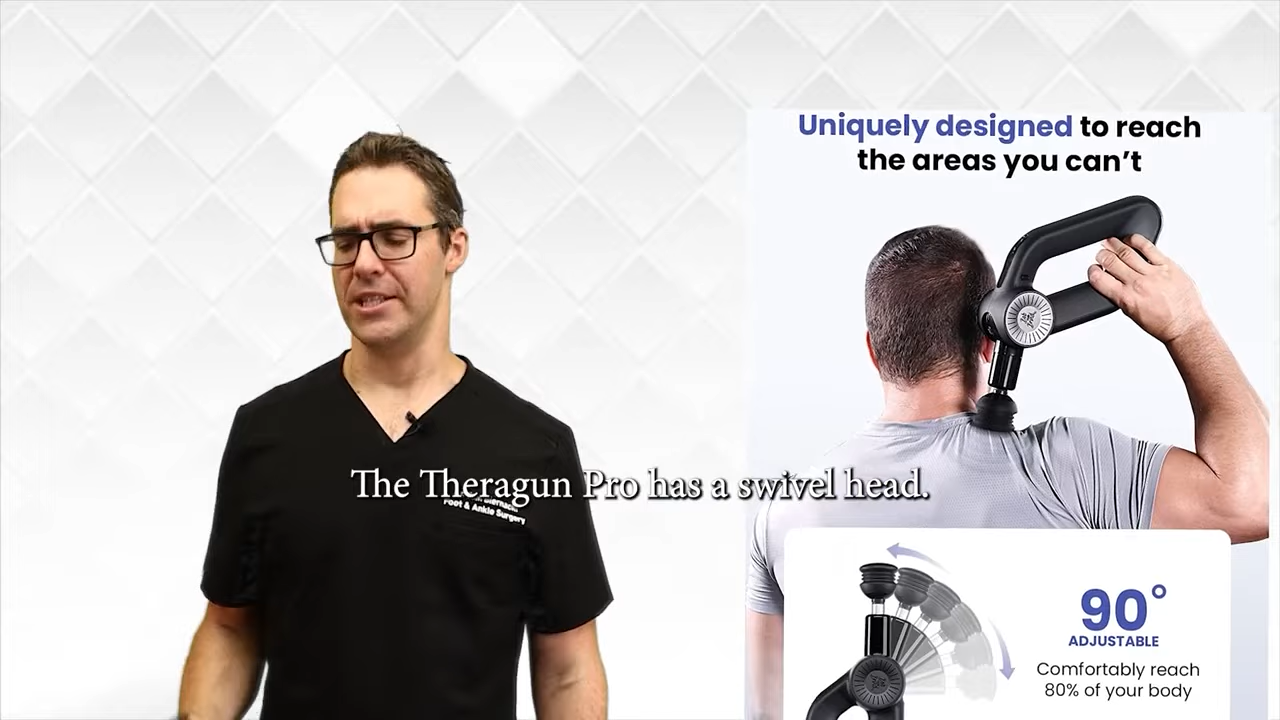 Uniquely designed to reach
the areas you can't
The Theragun Pro has a swivel head.
Foot & Ankle Surgery
90°
ADJUSTABLE
Comfortably reach
80% of your body